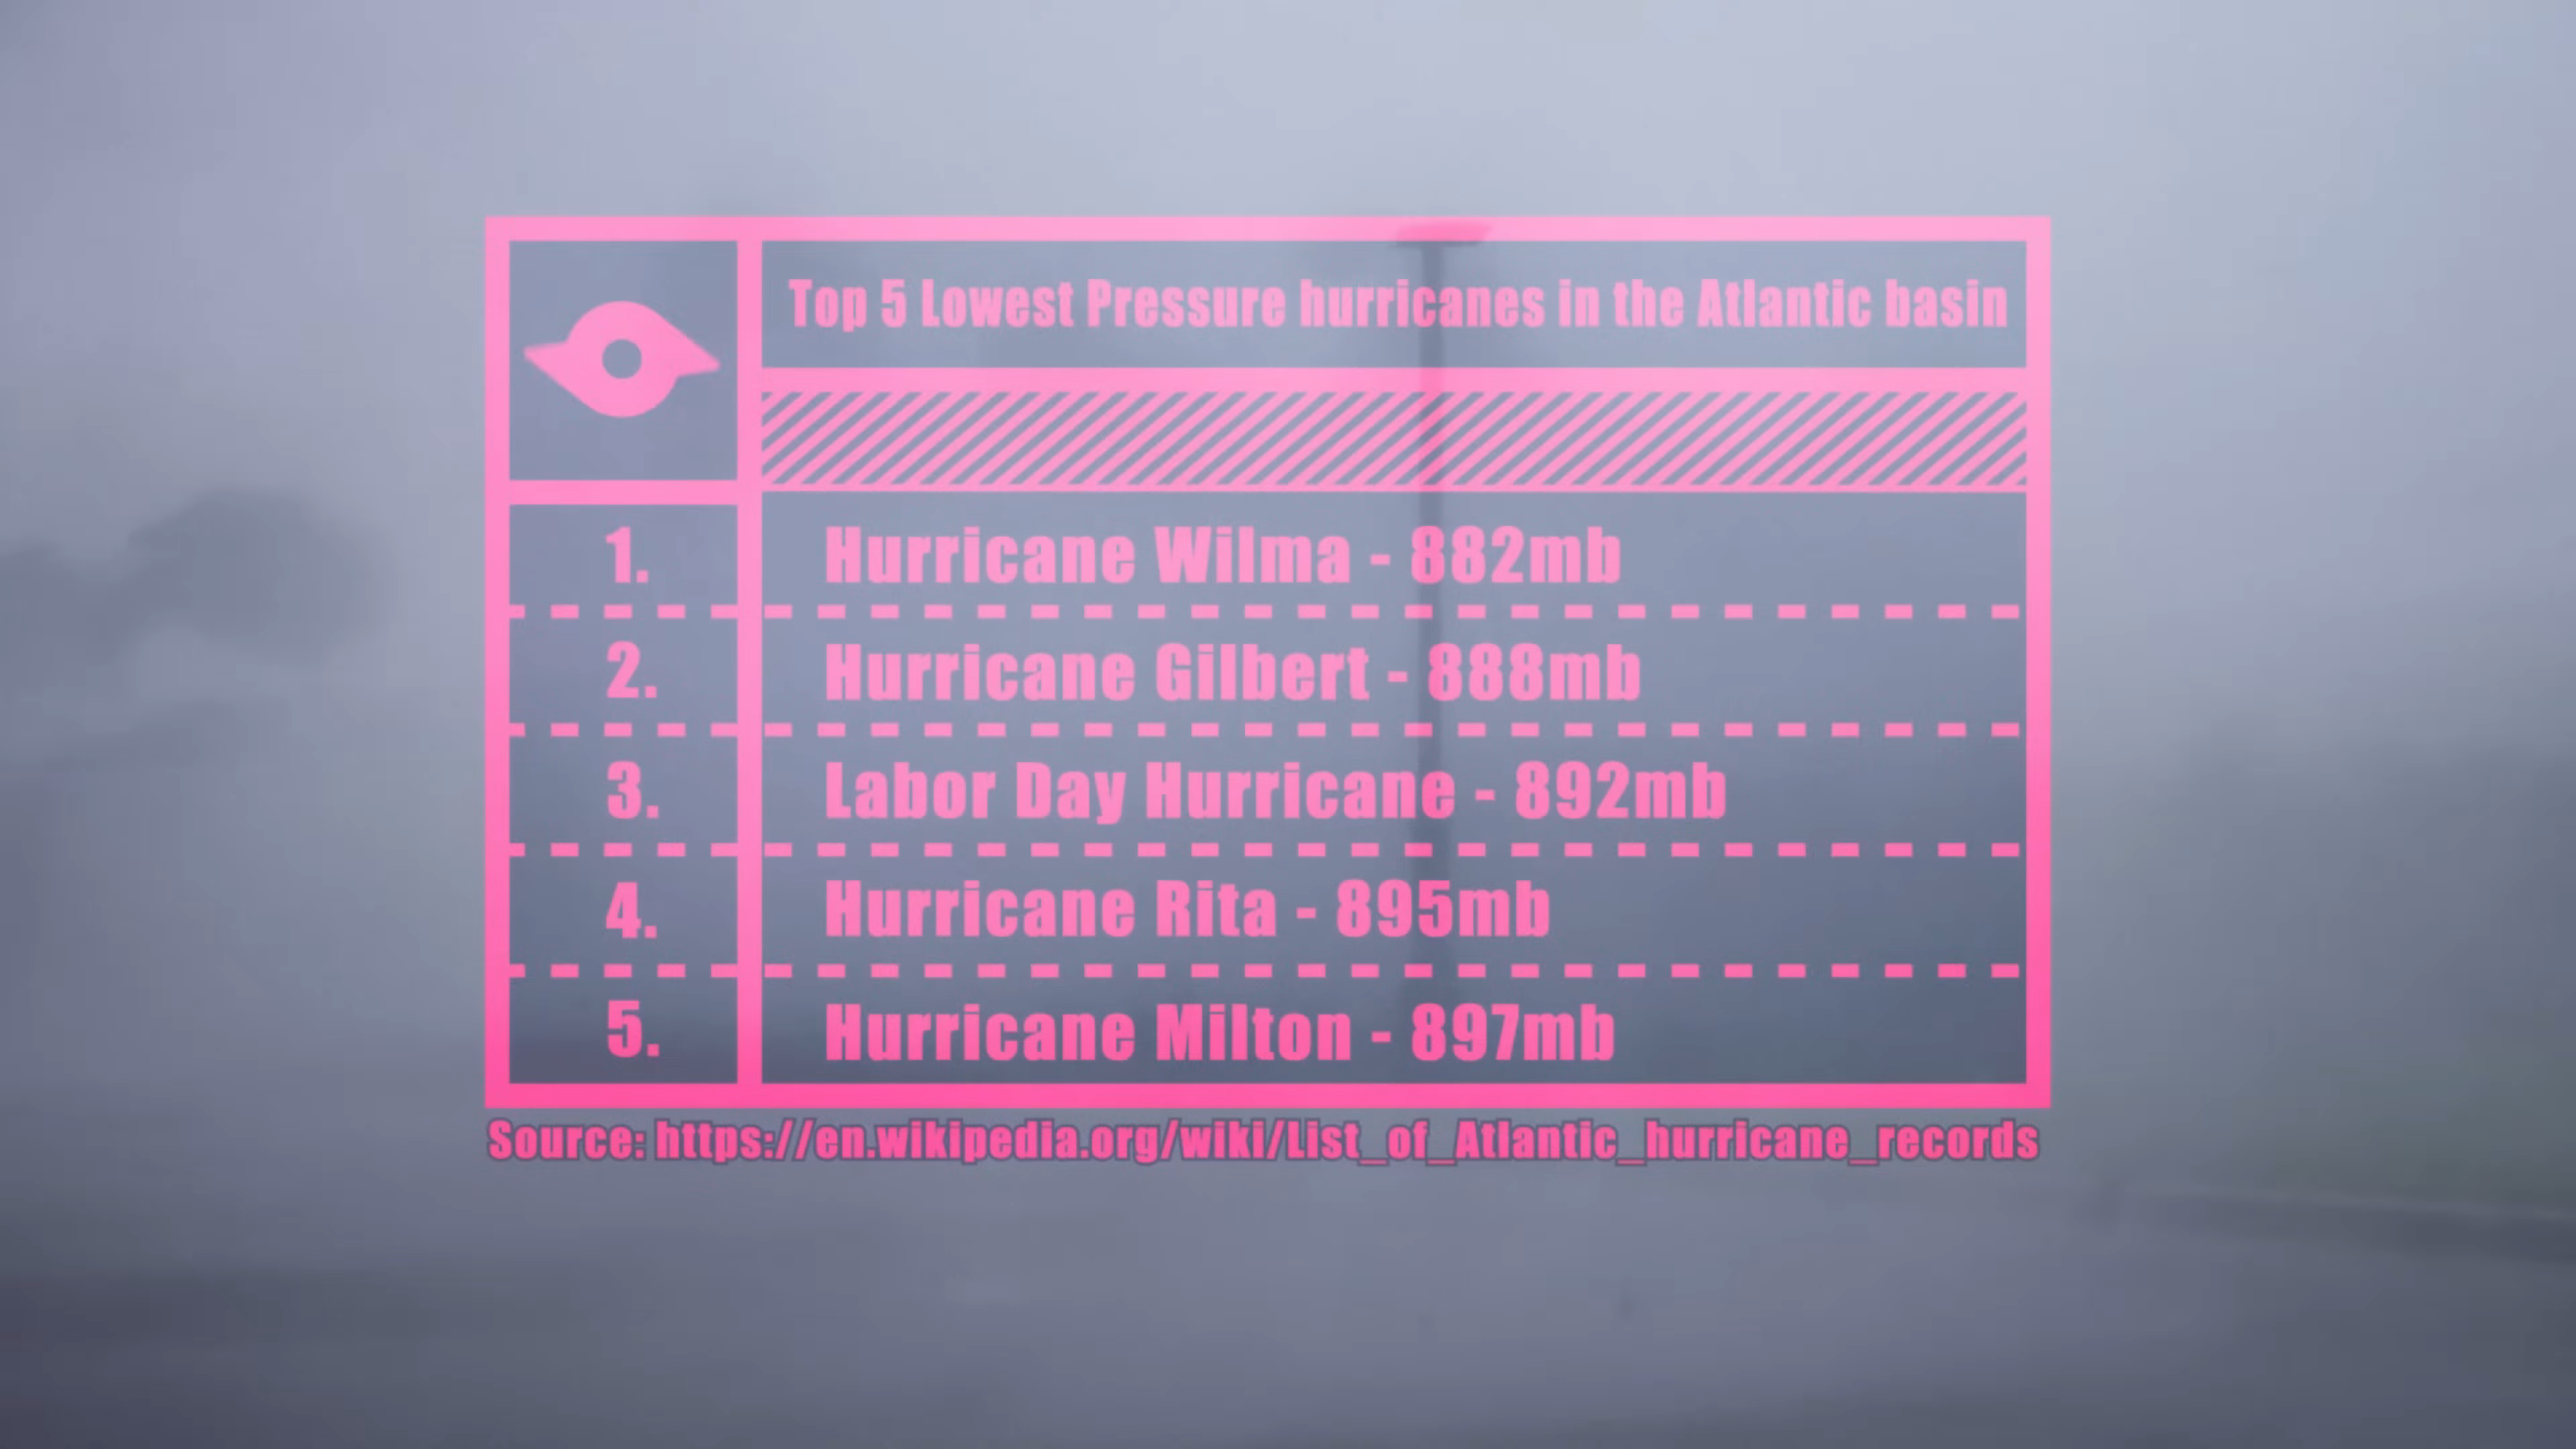 Top 5 Lowest Pressure hurricanes in the Atlantic basin
1. Hurricane Wilma - 882mb
2. Hurricane Gilbert - 888mb
3. Labor Day Hurricane - 892mb
4. Hurricane Rita - 895mb
5. Hurricane Milton - 897mb
Source: https://en.wikipedia.org/wiki/List_of_Atlantic_hurricane_records